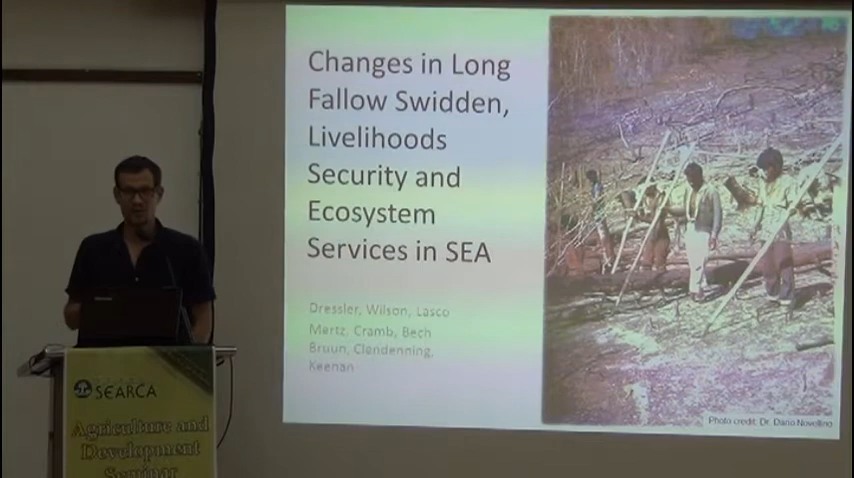 Changes in Long
Fallow Swidden,
Livelihoods
Security and
Ecosystem
Services in SEA
Dressler, Wilson, Lasco
Mertz, Cramb, Bech
Bruun, Clendenning,
Keenan
Photo credit: Dr. Dario Novellino
SEARCA
Agriculture and
Development
Seminar